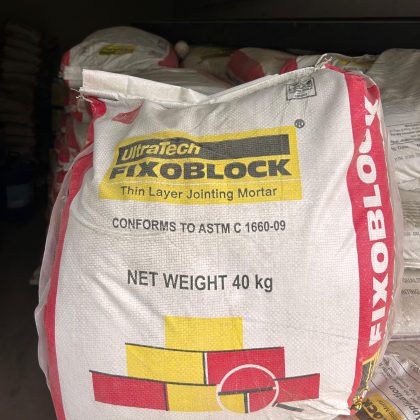 UltraTech
FIXOBLOCK
®
Thin Layer Jointing Mortar
CONFORMS TO ASTM C 1660-09
NET WEIGHT 40 kg
FIXOBLOCK